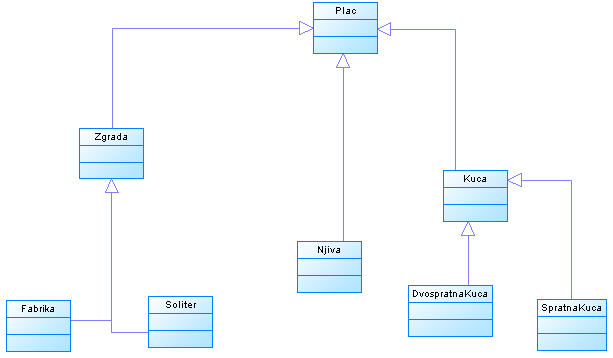 Plac
Zgrada
Kuca
Njiva
DvospratnaKuca
Soliter
Fabrika
SpratnaKuca